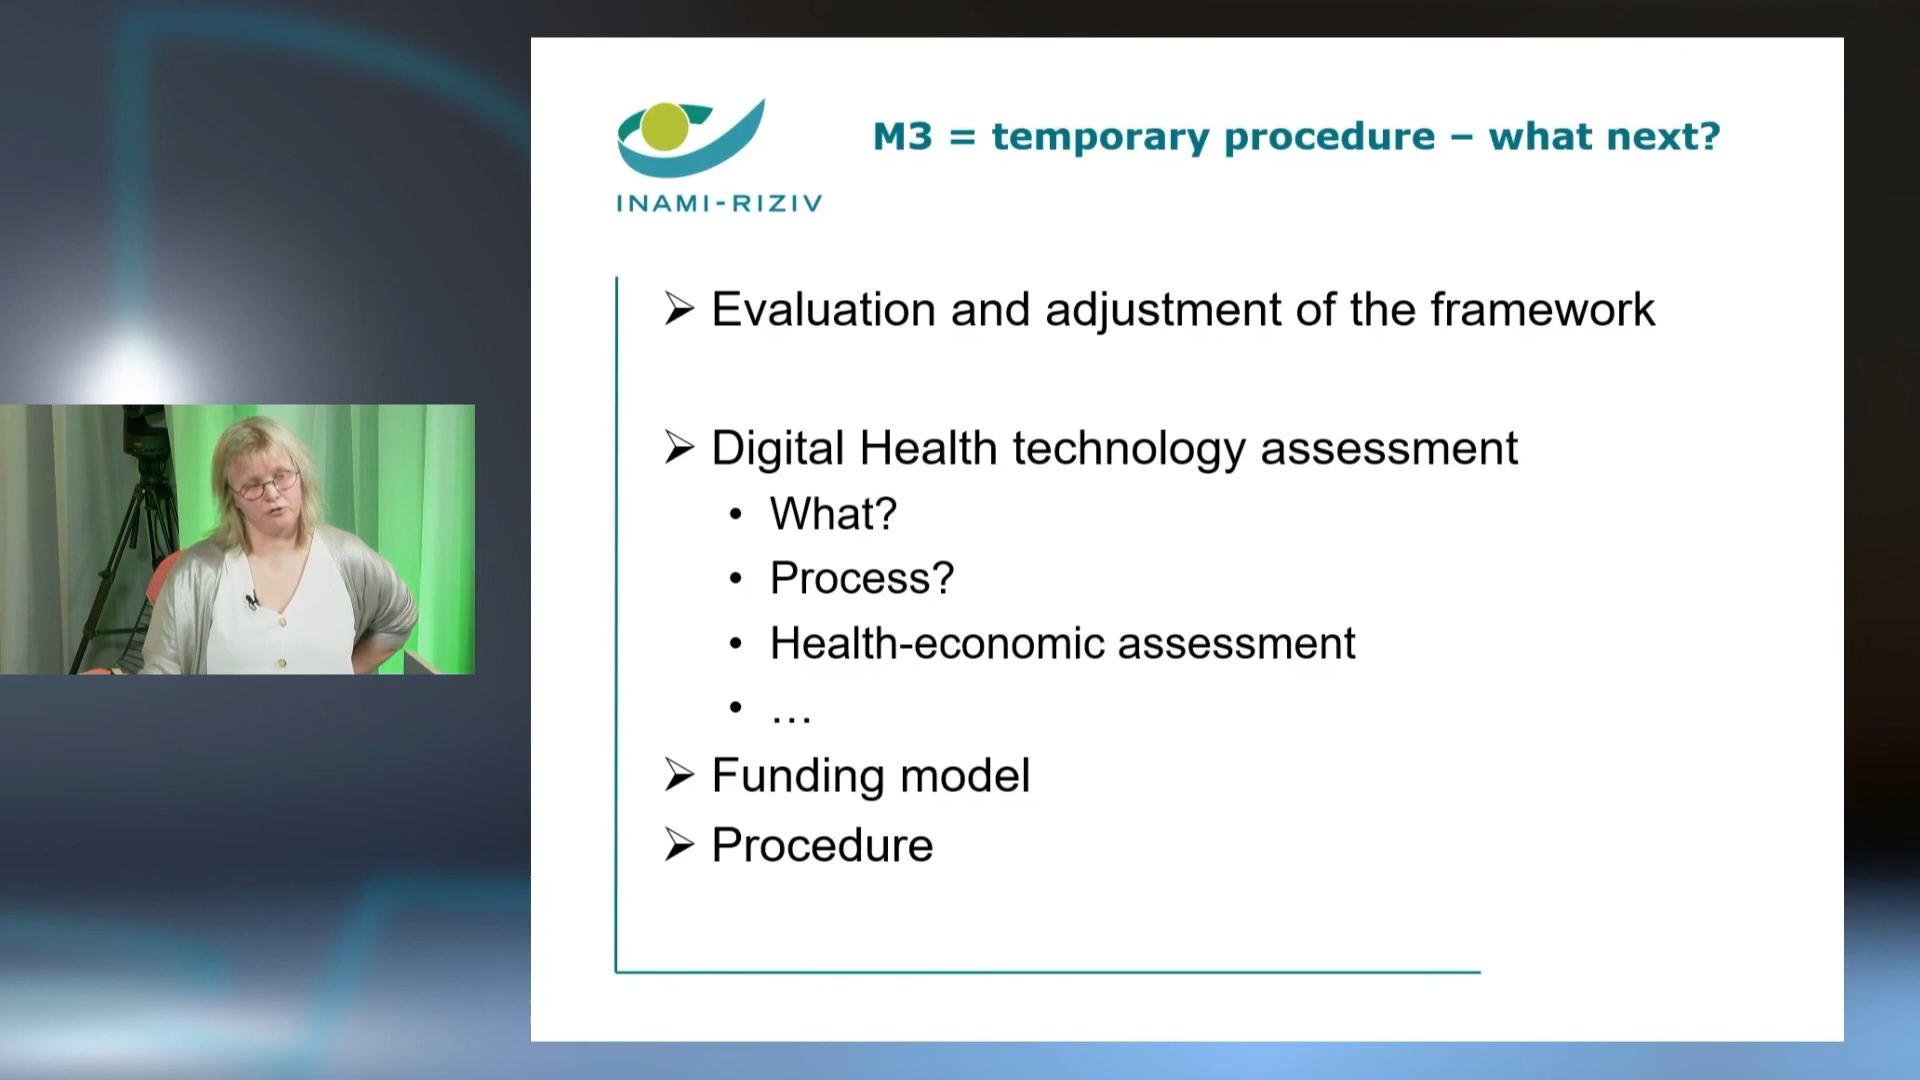 INAMI-RIZIV
M3 = temporary procedure – what next?
➢ Evaluation and adjustment of the framework
➢ Digital Health technology assessment
• What?
• Process?
• Health-economic assessment
• …
➢ Funding model
➢ Procedure